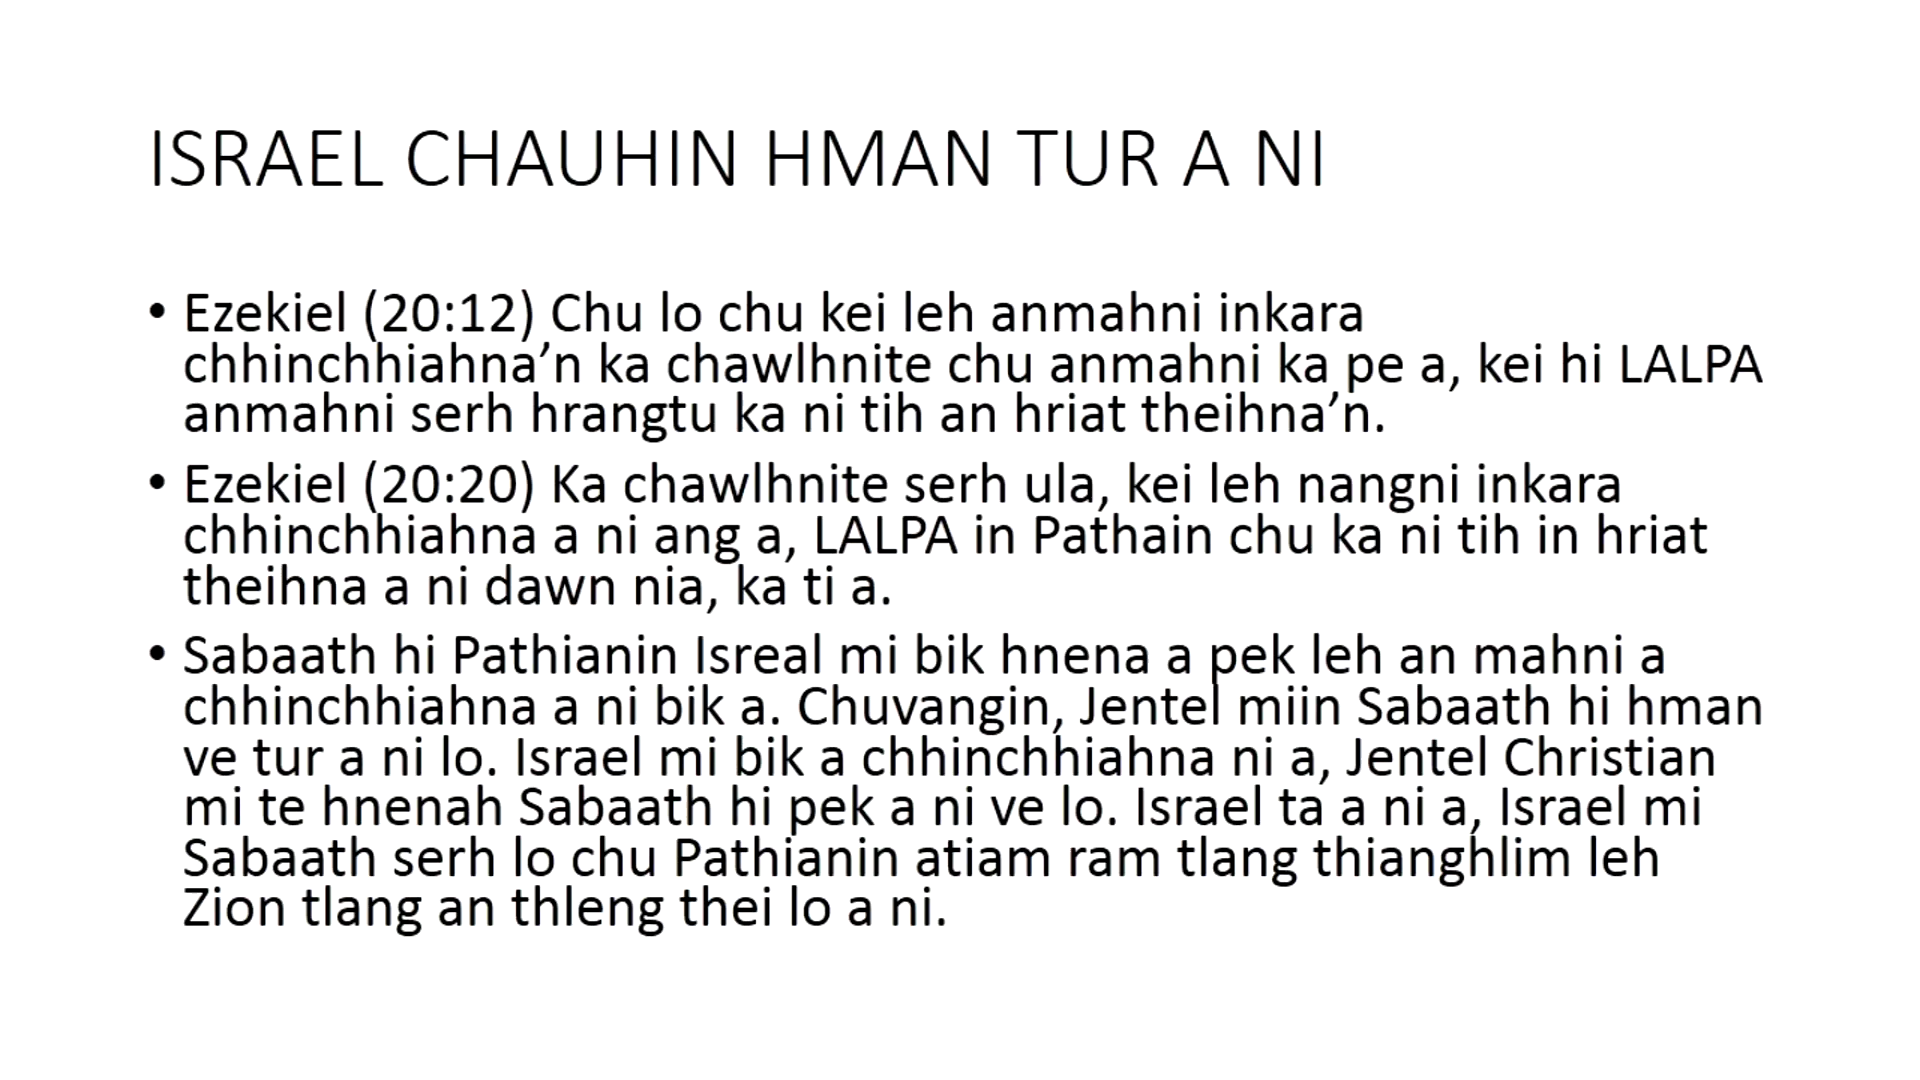 ISRAEL CHAUHIN HMAN TUR A NI
• Ezekiel (20:12) Chu lo chu kei leh anmahni inkara
chhinchhiahna’n ka chawlhnite chu anmahni ka pe a, kei hi LALPA
anmahni serh hrangtu ka ni tih an hriat theihna’n.
• Ezekiel (20:20) Ka chawlhnite serh ula, kei leh nangni inkara
chhinchhiahna a ni ang a, LALPA in Pathain chu ka ni tih in hriat
theihna a ni dawn nia, ka ti a.
• Sabaath hi Pathianin Isreal mi bik hnena a pek leh an mahni a
chhinchhiahna a ni bik a. Chuvangin, Jentel miin Sabaath hi hman
ve tur a ni lo. Israel mi bik a chhinchhiahna ni a, Jentel Christian
mi te hnenah Sabaath hi pek a ni ve lo. Israel ta a ni a, Israel mi
Sabaath serh lo chu Pathianin atiam ram tlang thianghlim leh
Zion tlang an thleng thei lo a ni.